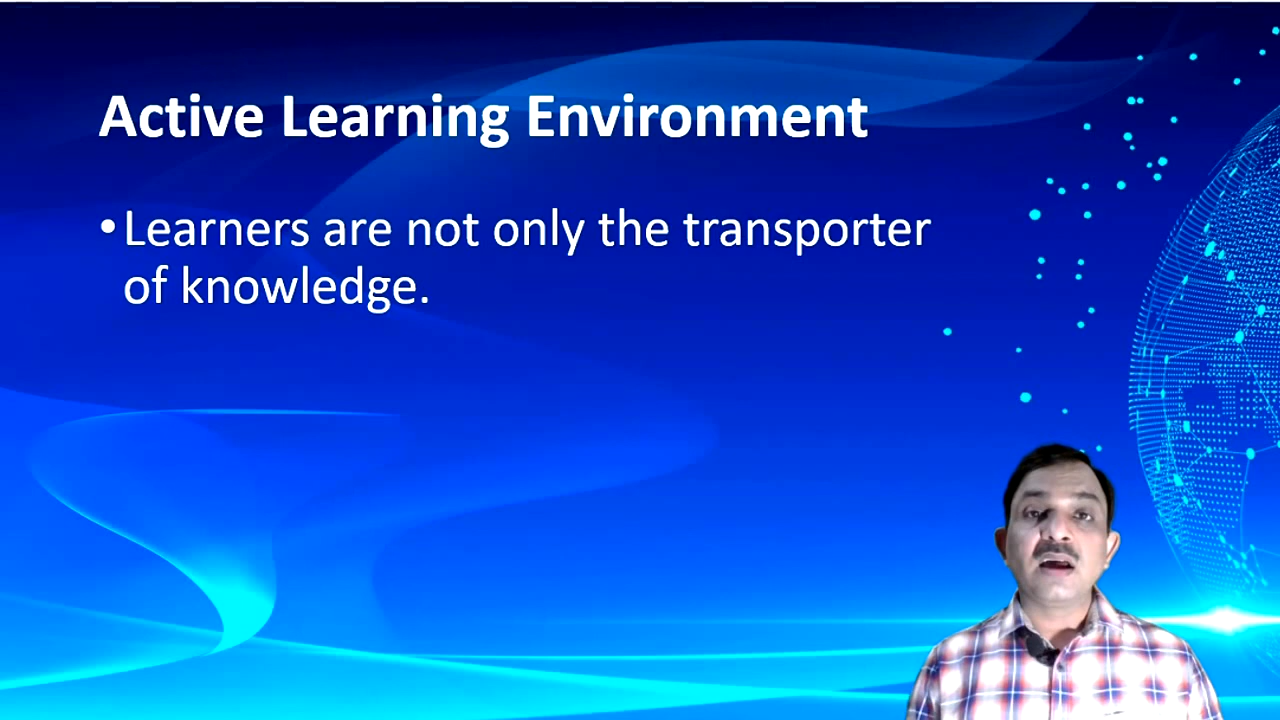 Active Learning Environment
•Learners are not only the transporter
of knowledge.